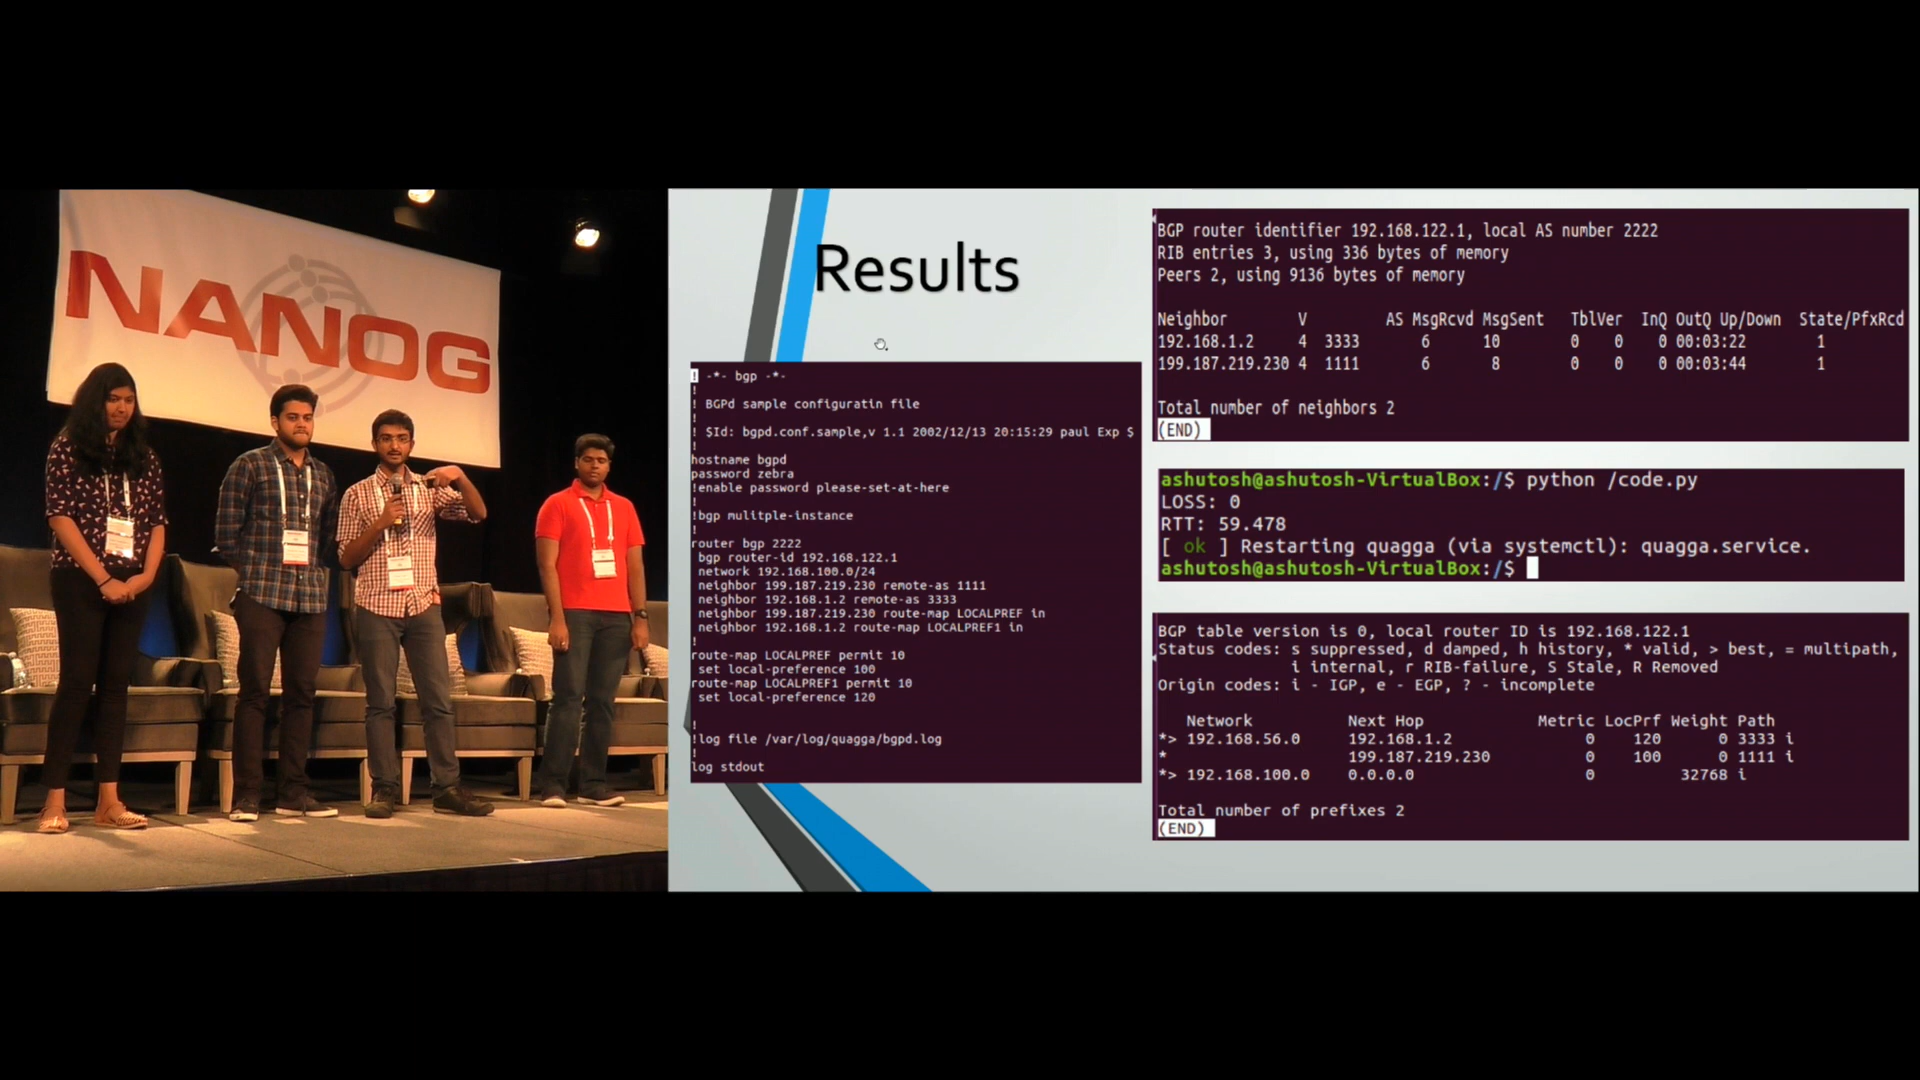 NANOG
Results
! -*- bgp -*-
!
! BGPd sample configuratin file
!
! $Id: bgpd.conf.sample,v 1.1 2002/12/13 20:15:29 paul Exp $
!
hostname bgpd
password zebra
!enable password please-set-at-here
!
!bgp mulitple-instance
!
router bgp 2222
bgp router-id 192.168.122.1
network 192.168.100.0/24
neighbor 199.187.219.230 remote-as 1111
neighbor 192.168.1.2 remote-as 3333
neighbor 199.187.219.230 route-map LOCALPREF in
neighbor 192.168.1.2 route-map LOCALPREF1 in
!
route-map LOCALPREF permit 10
set local-preference 100
route-map LOCALPREF1 permit 10
set local-preference 120
!
!log file /var/log/quagga/bgpd.log
!
log stdout
BGP router identifier 192.168.122.1, local AS number 2222
RIB entries 3, using 336 bytes of memory
Peers 2, using 9136 bytes of memory
Neighbor V AS MsgRcvd MsgSent TblVer InQ OutQ Up/Down State/PfxRcd
192.168.1.2 4 3333 6 10 0 0 0 00:03:22 1
199.187.219.230 4 1111 6 8 0 0 0 00:03:44 1
Total number of neighbors 2
(END)
ashutosh@ashutosh-VirtualBox:/$ python /code.py
LOSS: 0
RTT: 59.478
[ ok ] Restarting quagga (via systemctl): quagga.service.
ashutosh@ashutosh-VirtualBox:/$
BGP table version is 0, local router ID is 192.168.122.1
Status codes: s suppressed, d damped, h history, * valid, > best, = multipath,
i internal, r RIB-failure, S Stale, R Removed
Origin codes: i - IGP, e - EGP, ? - incomplete
Network Next Hop Metric LocPrf Weight Path
*> 192.168.56.0 192.168.1.2 0 120 0 3333 i
* 199.187.219.230 0 100 0 1111 i
*> 192.168.100.0 0.0.0.0 0 32768 i
Total number of prefixes 2
(END)